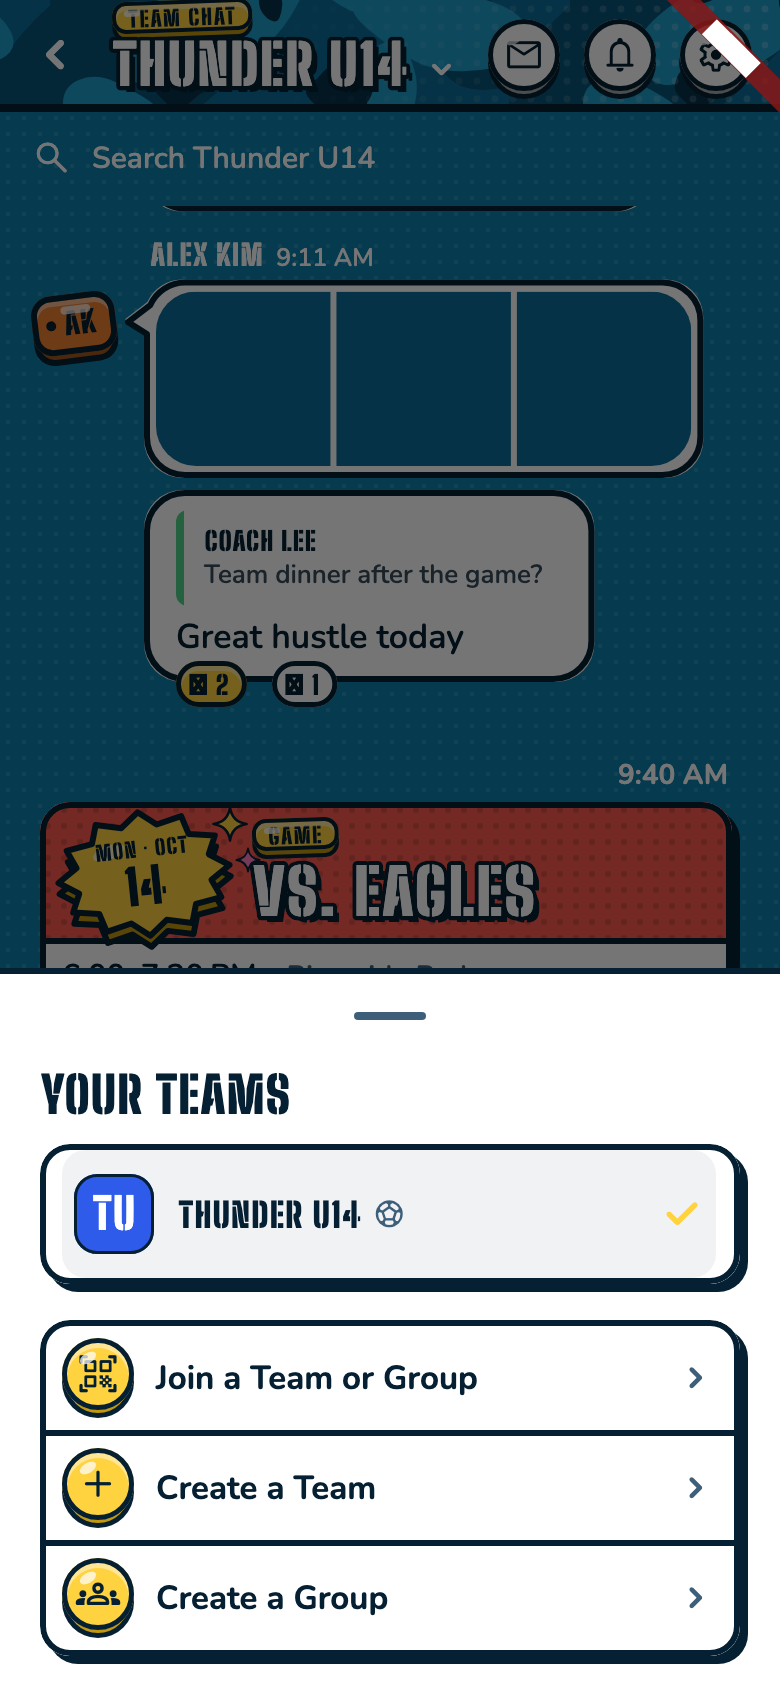 TEAM CHAT
THUNDER U14
Search Thunder U14
ALEX KIM 9:11 AM
AK
COACH LEE
Team dinner after the game?
Great hustle today
2
1
9:40 AM
MON · OCT
14
GAME
VS. EAGLES
YOUR TEAMS
TU
THUNDER U14
Join a Team or Group
Create a Team
Create a Group